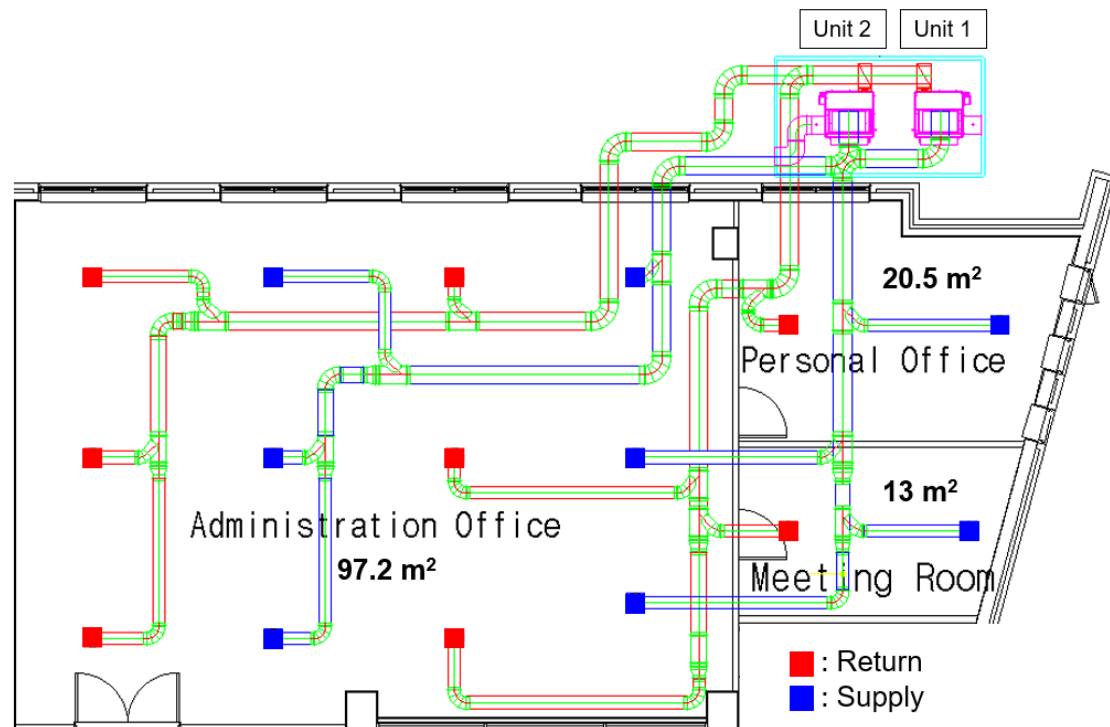 Unit 2
Unit 1
20.5 m²
Personal Office
13 m²
Administration Office
97.2 m²
Meeting Room
: Return
: Supply